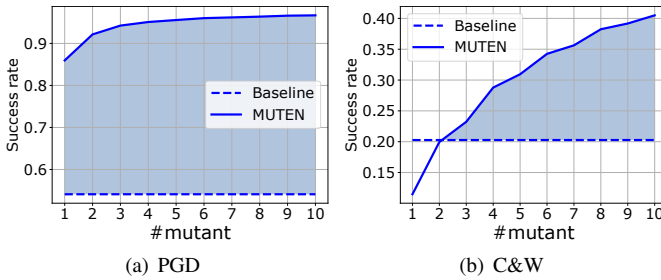 Success rate
0.9
0.8
0.7
0.6
Baseline
MUTEN
1 2 3 4 5 6 7 8 9 10
#mutant
(a) PGD
Success rate
0.40
0.35
0.30
0.25
0.20
0.15
Baseline
MUTEN
1 2 3 4 5 6 7 8 9 10
#mutant
(b) C&W